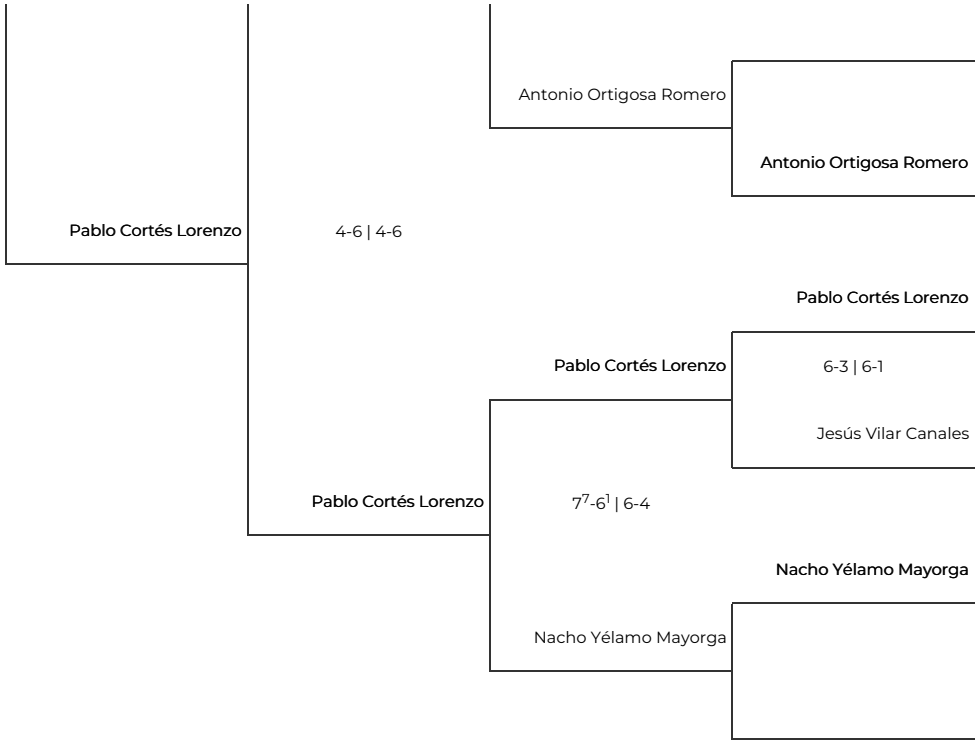 Antonio Ortigosa Romero
Antonio Ortigosa Romero
Pablo Cortés Lorenzo
4-6 | 4-6
Pablo Cortés Lorenzo
Pablo Cortés Lorenzo
6-3 | 6-1
Jesús Vilar Canales
Pablo Cortés Lorenzo
7⁷-6¹ | 6-4
Nacho Yélamo Mayorga
Nacho Yélamo Mayorga